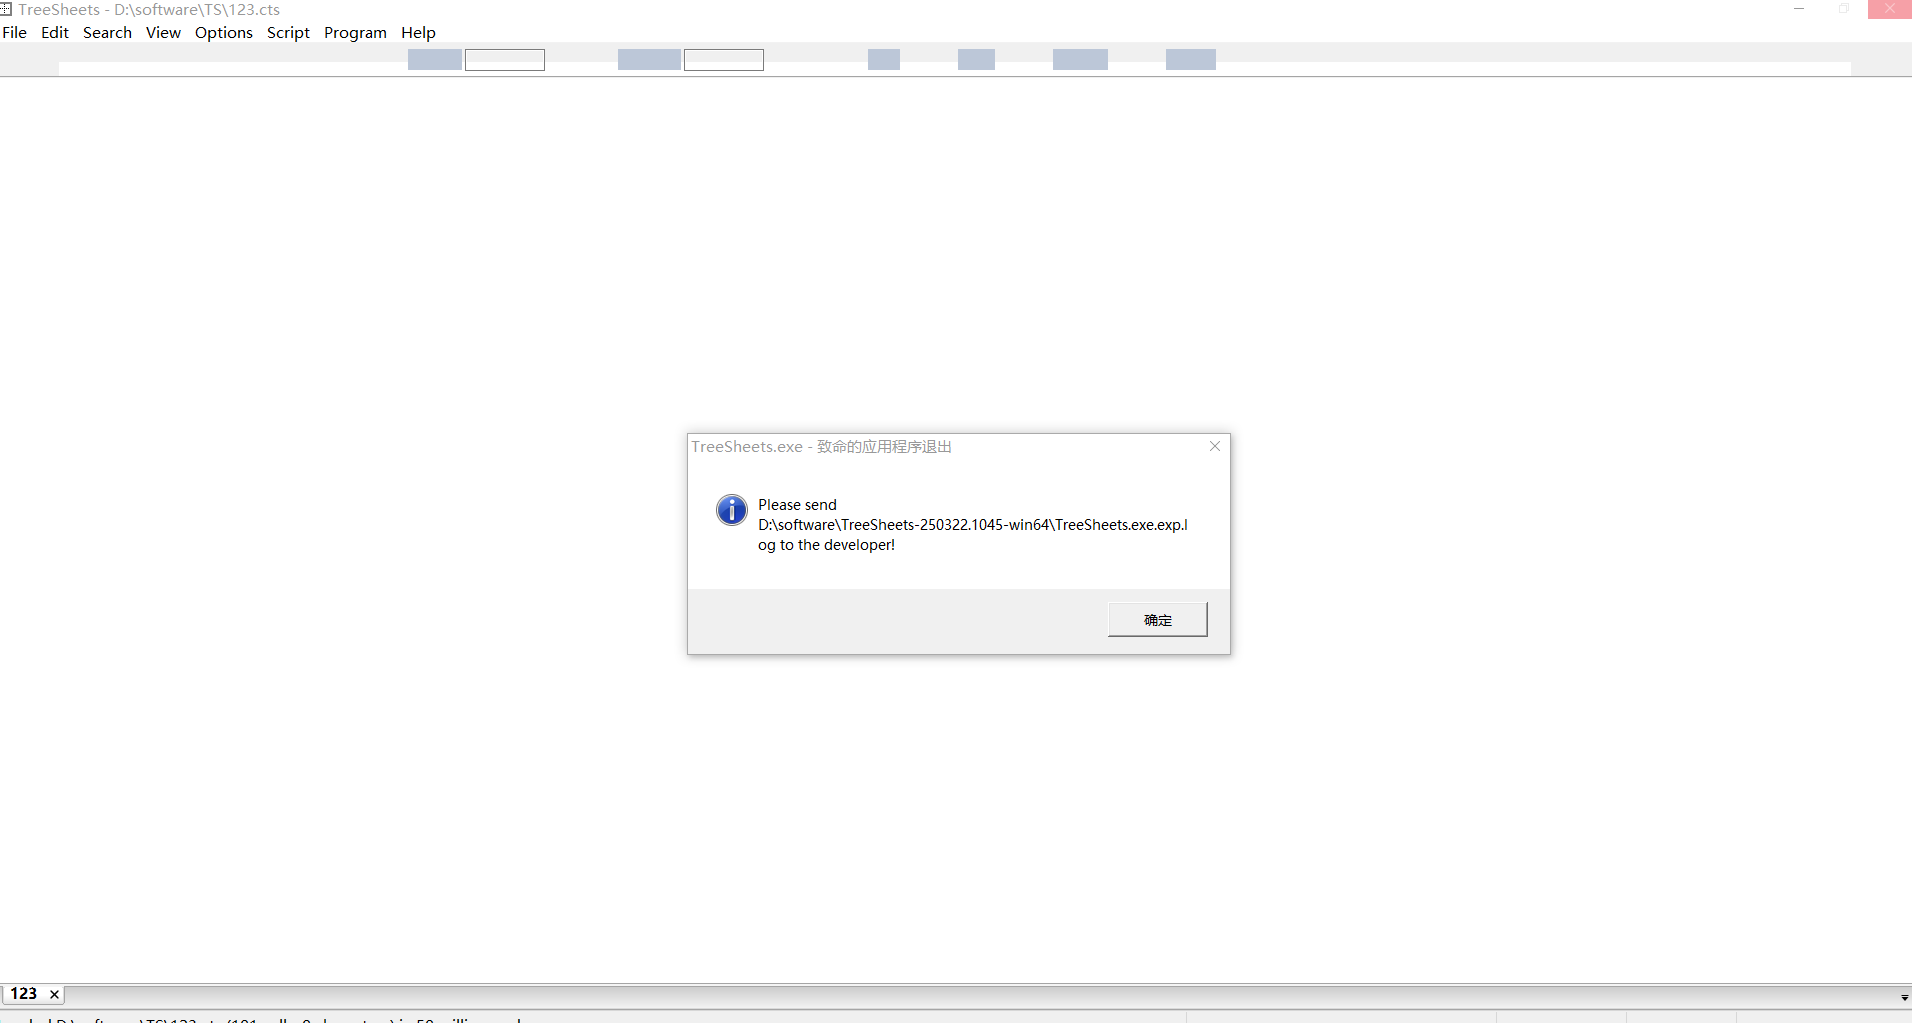 TreeSheets - D:\software\TS\123.cts
File Edit Search View Options Script Program Help
TreeSheets.exe - 致命的应用程序退出
Please send
D:\software\TreeSheets-250322.1045-win64\TreeSheets.exe.exp.l
og to the developer!
确定
123